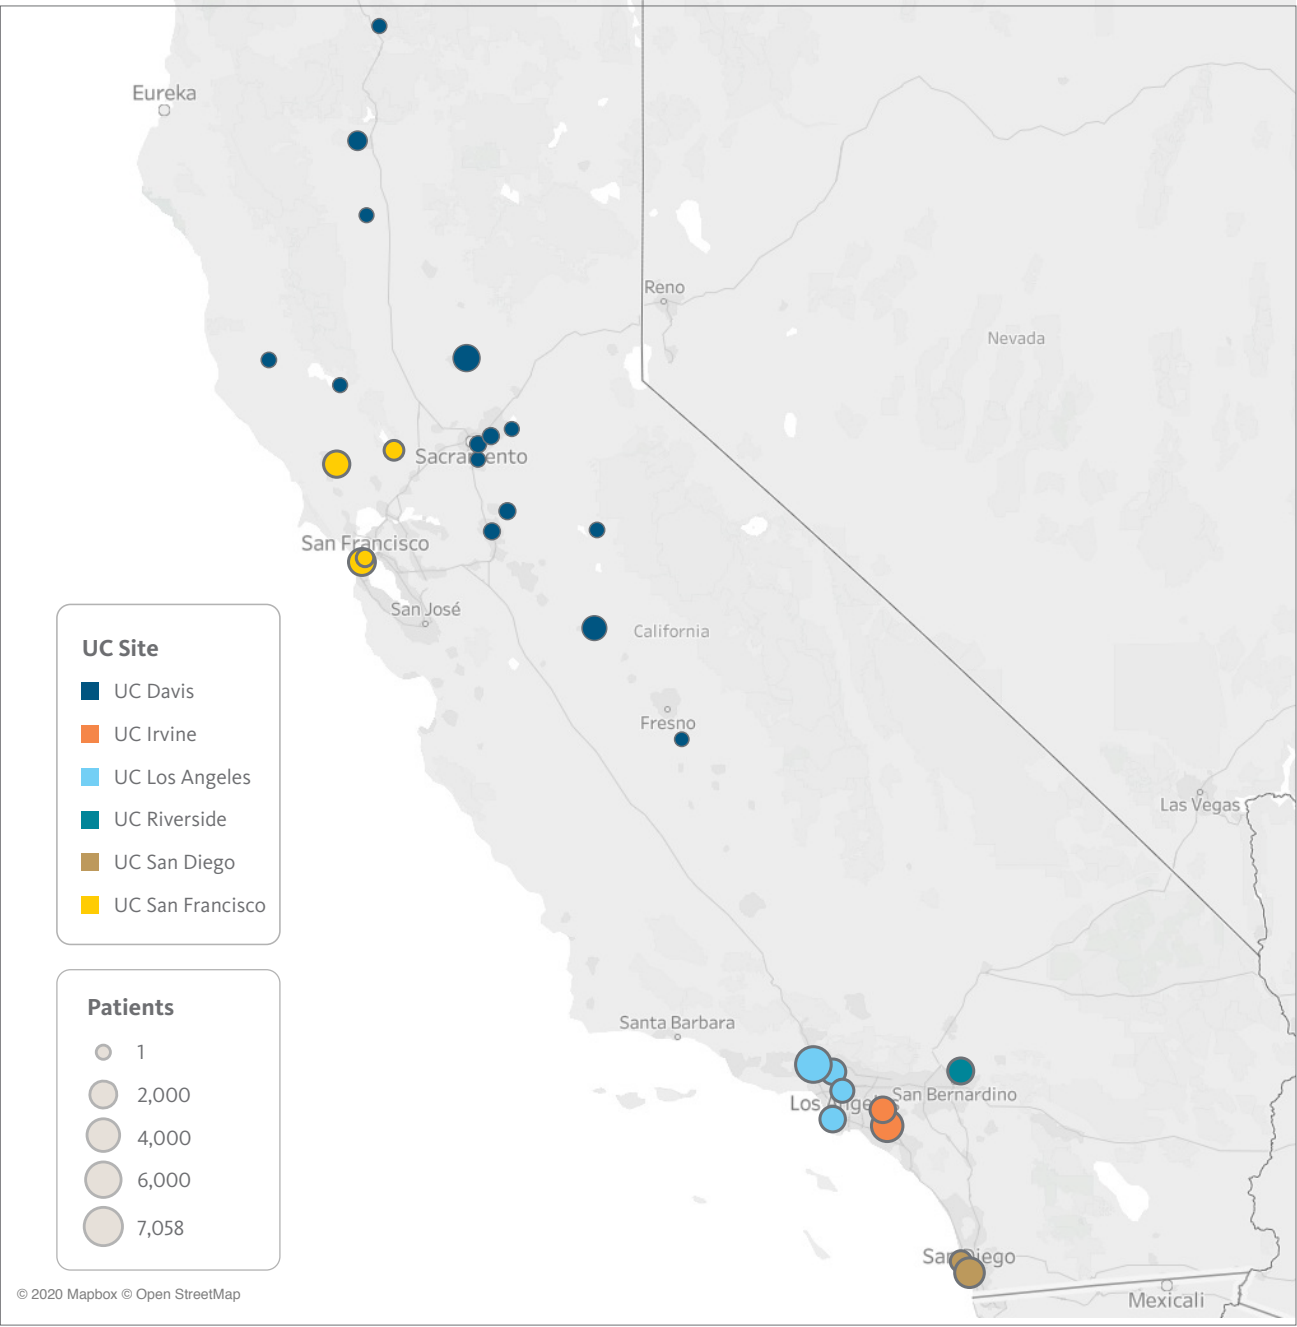 Eureka
Reno
Nevada
Sacramento
San Francisco
San José
California
Fresno
Las Vegas
Santa Barbara
Los Angeles
San Bernardino
San Diego
Mexicali
UC Site
UC Davis
UC Irvine
UC Los Angeles
UC Riverside
UC San Diego
UC San Francisco
Patients
1
2,000
4,000
6,000
7,058
© 2020 Mapbox © Open StreetMap